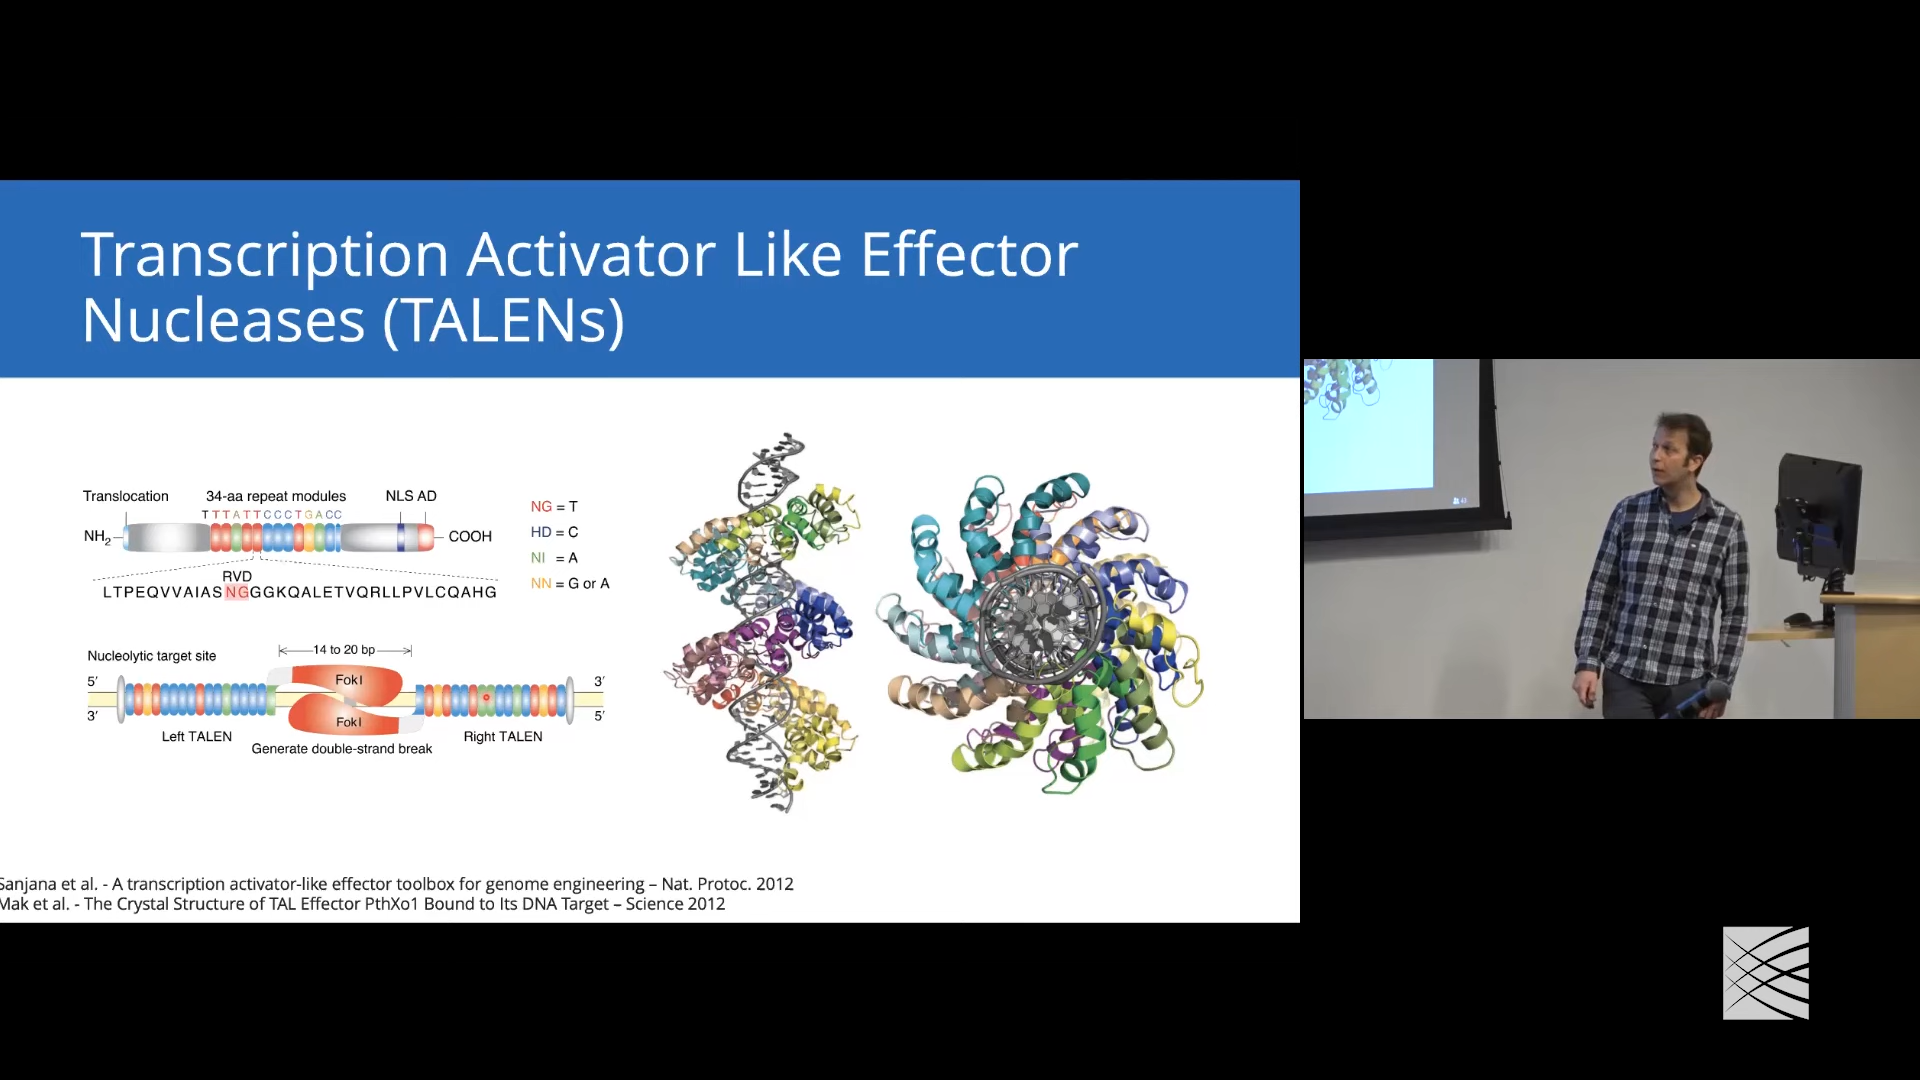 Transcription Activator Like Effector
Nucleases (TALENs)
Translocation
34-aa repeat modules
NLS AD
TTTATTCCCTGACC
NH2
COOH
RVD
LTPEQVVAIASNGGGKQALETVQRLLPVLCQAHG
NG = T
HD = C
NI = A
NN = G or A
Nucleolytic target site
14 to 20 bp
5′
3′
FokI
FokI
3′
5′
Left TALEN
Generate double-strand break
Right TALEN
Sanjana et al. - A transcription activator-like effector toolbox for genome engineering – Nat. Protoc. 2012
Mak et al. - The Crystal Structure of TAL Effector PthXo1 Bound to Its DNA Target – Science 2012